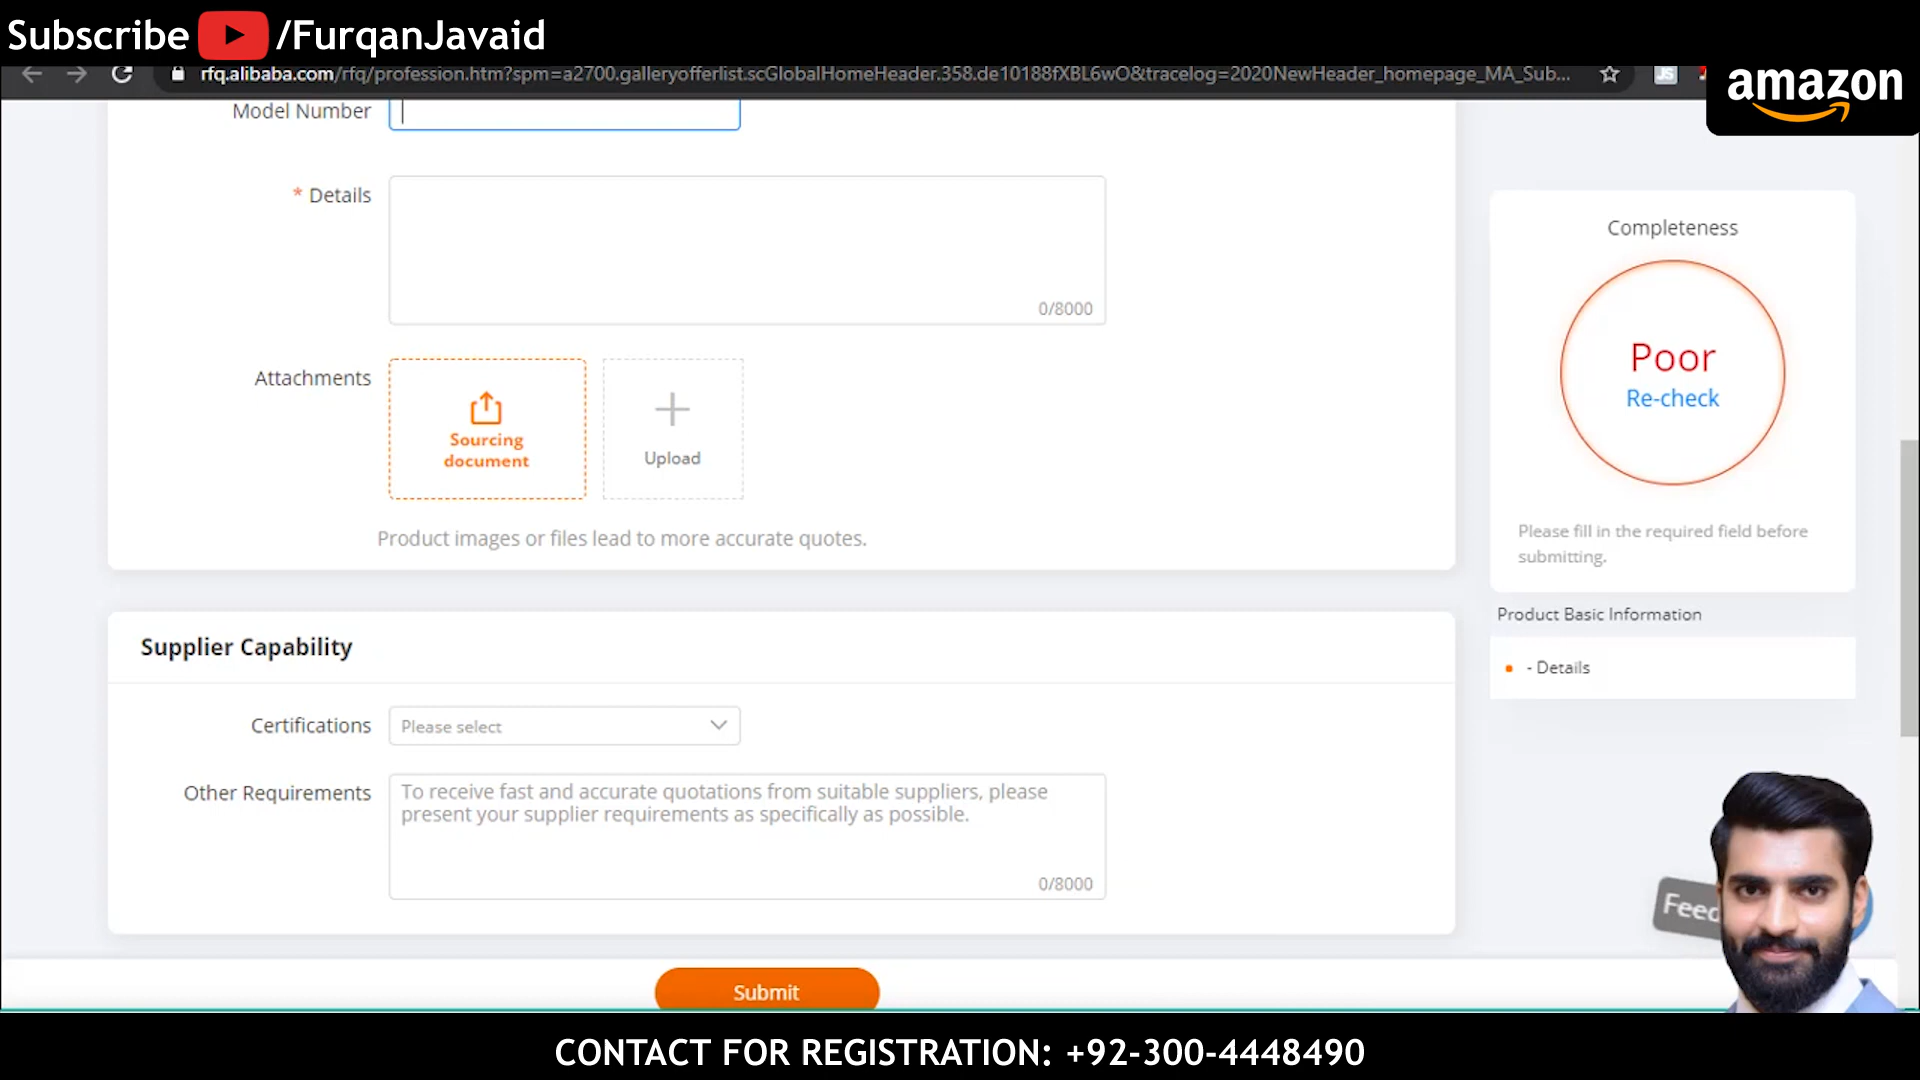 Subscribe /FurqanJavaid
rfq.alibaba.com/rfq/profession.htm?spm=a2700.galleryofferlist.scGlobalHomeHeader.358.de10188fXBL6wO&tracelog=2020NewHeader_homepage_MA_Sub...
JS
amazon
Model Number
* Details
0/8000
Attachments
Sourcing
document
Upload
Product images or files lead to more accurate quotes.
Completeness
Poor
Re-check
Please fill in the required field before
submitting.
Product Basic Information
- Details
Supplier Capability
Certifications
Please select
Other Requirements
To receive fast and accurate quotations from suitable suppliers, please
present your supplier requirements as specifically as possible.
0/8000
Submit
CONTACT FOR REGISTRATION: +92-300-4448490